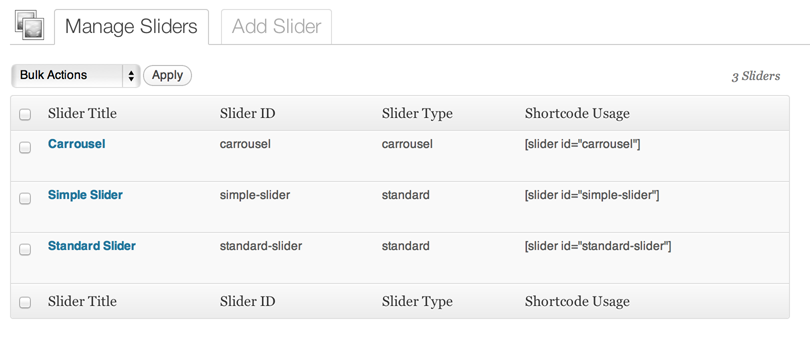 Manage Sliders Add Slider
Bulk Actions Apply 3 Sliders
Slider Title Slider ID Slider Type Shortcode Usage
Carrousel carrousel carrousel [slider id="carrousel"]
Simple Slider simple-slider standard [slider id="simple-slider"]
Standard Slider standard-slider standard [slider id="standard-slider"]
Slider Title Slider ID Slider Type Shortcode Usage